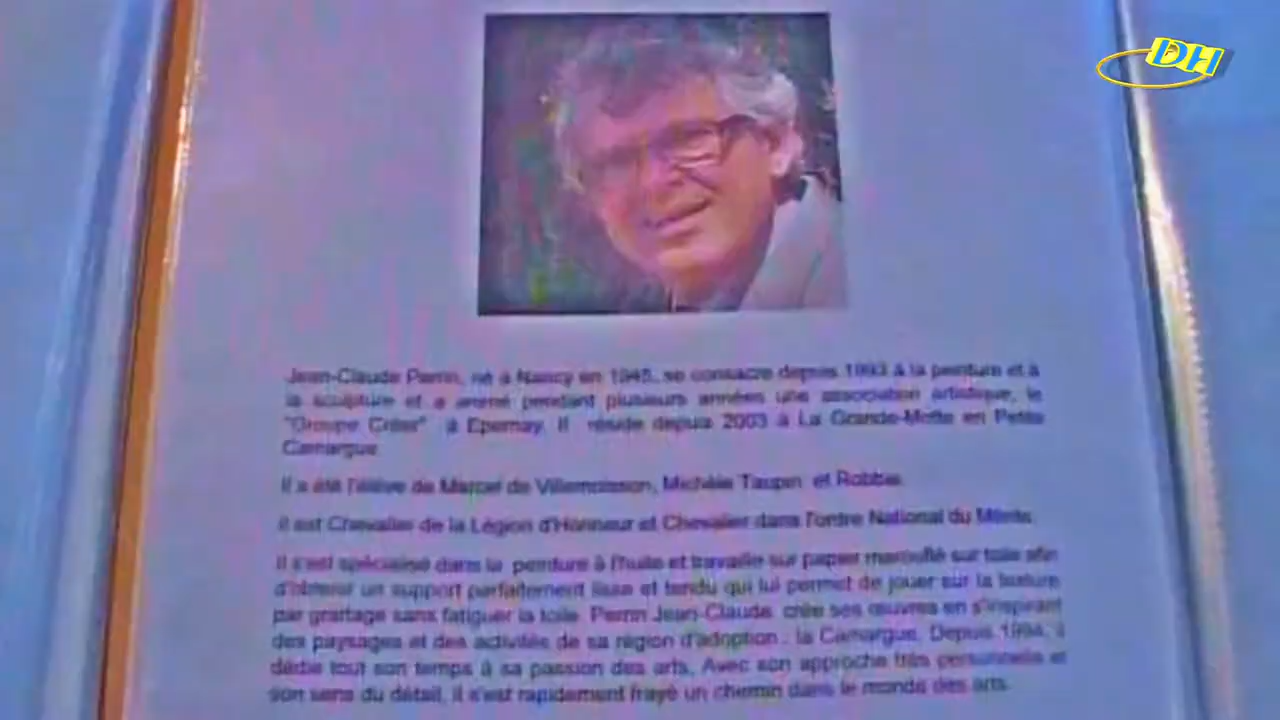 DH
Jean-Claude Perrin, né à Nancy en 1945, se consacre depuis 1993 à la peinture et à
la sculpture et a animé pendant plusieurs années une association artistique, le
"Groupe Créer" à Epernay. Il réside depuis 2003 à La Grande-Motte en Petite
Camargue.
Il a été l'élève de Marcel de Villemoisson, Michèle Taupin et Robbe.
Il est Chevalier de la Légion d'Honneur et Chevalier dans l'ordre National du Mérite.
Il s'est spécialisé dans la peinture à l'huile et travaille sur papier marouflé sur toile afin
d'obtenir un support parfaitement lisse et tendu qui lui permet de jouer sur la texture
par grattage sans fatiguer la toile. Perrin Jean-Claude crée ses œuvres en s'inspirant
des paysages et des activités de sa région d'adoption : la Camargue. Depuis 1994, il
dédie tout son temps à sa passion des arts. Avec son approche très personnelle et
son sens du détail, il s'est rapidement frayé un chemin dans le monde des arts.